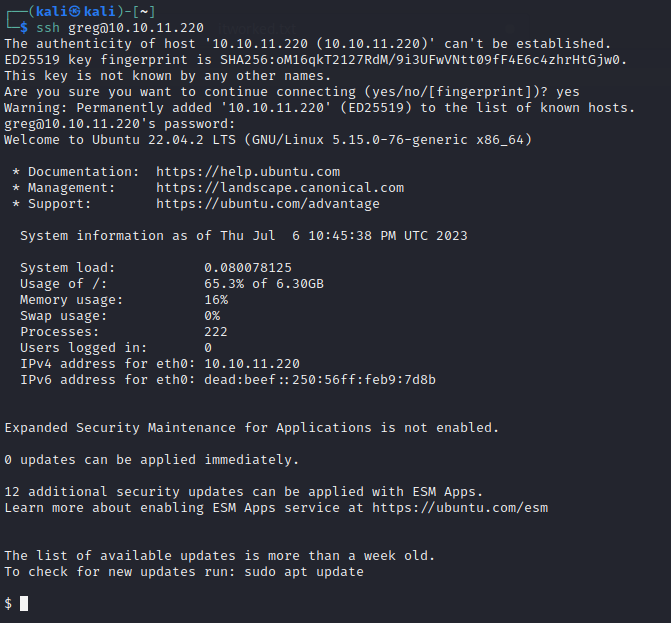 ┌──(kali㉿kali)-[~]
└─$ ssh greg@10.10.11.220
The authenticity of host '10.10.11.220 (10.10.11.220)' can't be established.
ED25519 key fingerprint is SHA256:oM16qkT2127RdM/9i3UFwVNtt09fF4E6c4zhrHtGjw0.
This key is not known by any other names.
Are you sure you want to continue connecting (yes/no/[fingerprint])? yes
Warning: Permanently added '10.10.11.220' (ED25519) to the list of known hosts.
greg@10.10.11.220's password:
Welcome to Ubuntu 22.04.2 LTS (GNU/Linux 5.15.0-76-generic x86_64)
* Documentation: https://help.ubuntu.com
* Management: https://landscape.canonical.com
* Support: https://ubuntu.com/advantage
System information as of Thu Jul 6 10:45:38 PM UTC 2023
System load: 0.080078125
Usage of /: 65.3% of 6.30GB
Memory usage: 16%
Swap usage: 0%
Processes: 222
Users logged in: 0
IPv4 address for eth0: 10.10.11.220
IPv6 address for eth0: dead:beef::250:56ff:feb9:7d8b
Expanded Security Maintenance for Applications is not enabled.
0 updates can be applied immediately.
12 additional security updates can be applied with ESM Apps.
Learn more about enabling ESM Apps service at https://ubuntu.com/esm
The list of available updates is more than a week old.
To check for new updates run: sudo apt update
$